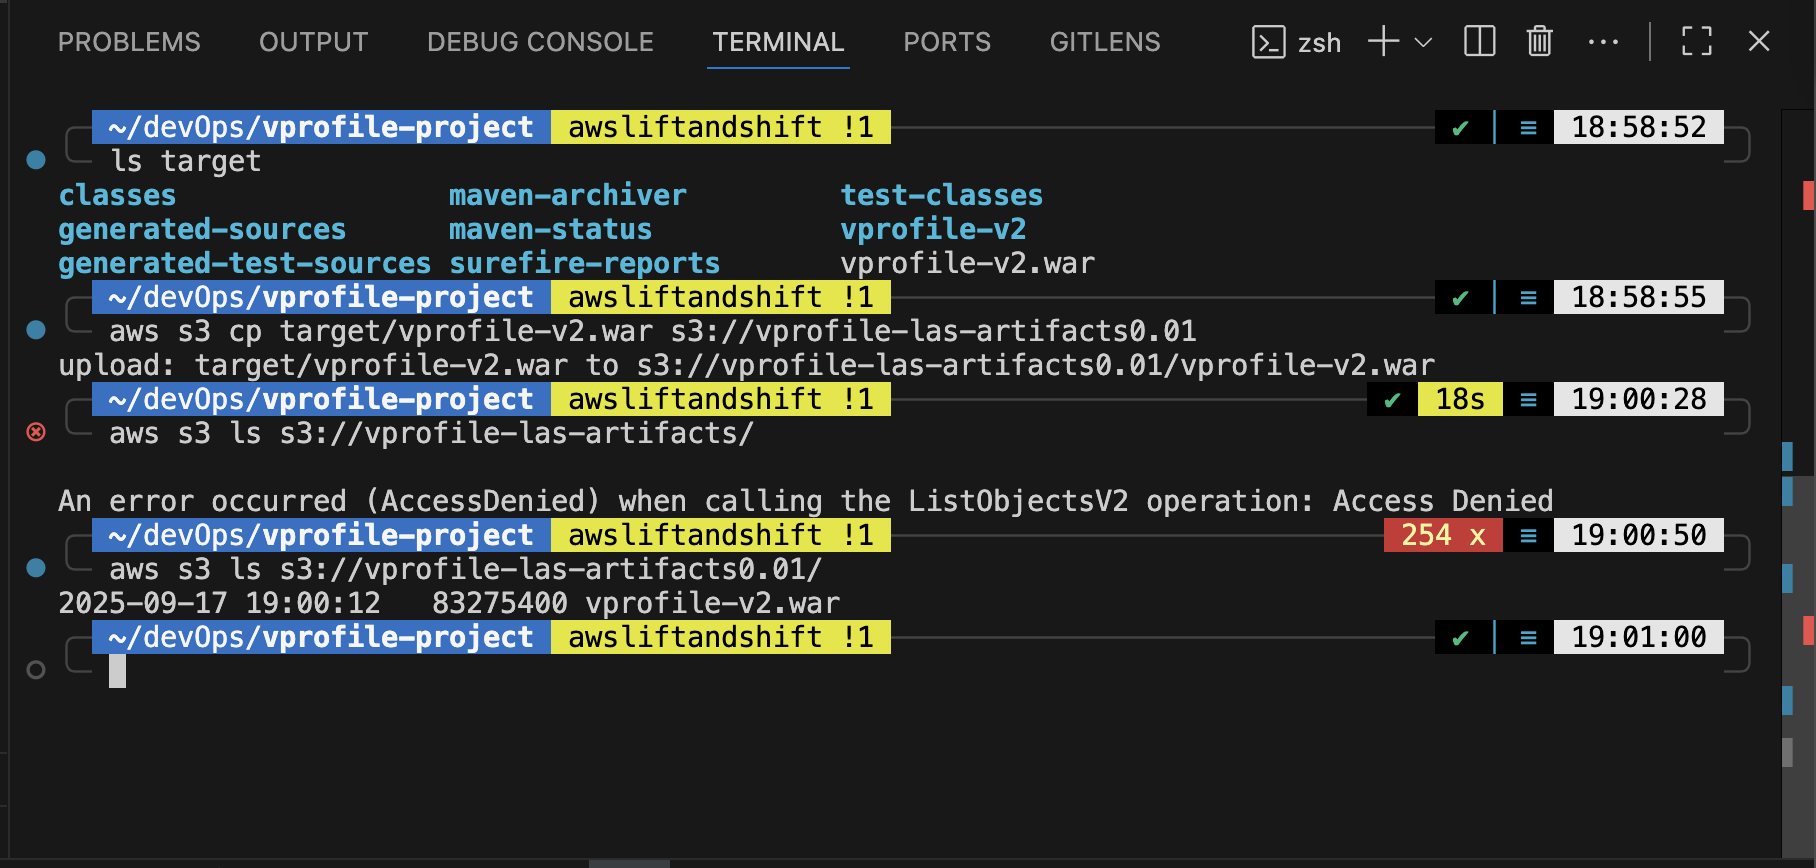 PROBLEMS OUTPUT DEBUG CONSOLE TERMINAL PORTS GITLENS zsh
~/devOps/vprofile-project awsliftandshift !1 ✔ ≡ 18:58:52
ls target
classes maven-archiver test-classes
generated-sources maven-status vprofile-v2
generated-test-sources surefire-reports vprofile-v2.war
~/devOps/vprofile-project awsliftandshift !1 ✔ ≡ 18:58:55
aws s3 cp target/vprofile-v2.war s3://vprofile-las-artifacts0.01
upload: target/vprofile-v2.war to s3://vprofile-las-artifacts0.01/vprofile-v2.war
~/devOps/vprofile-project awsliftandshift !1 ✔ 18s ≡ 19:00:28
aws s3 ls s3://vprofile-las-artifacts/
An error occurred (AccessDenied) when calling the ListObjectsV2 operation: Access Denied
~/devOps/vprofile-project awsliftandshift !1 254 x ≡ 19:00:50
aws s3 ls s3://vprofile-las-artifacts0.01/
2025-09-17 19:00:12 83275400 vprofile-v2.war
~/devOps/vprofile-project awsliftandshift !1 ✔ ≡ 19:01:00